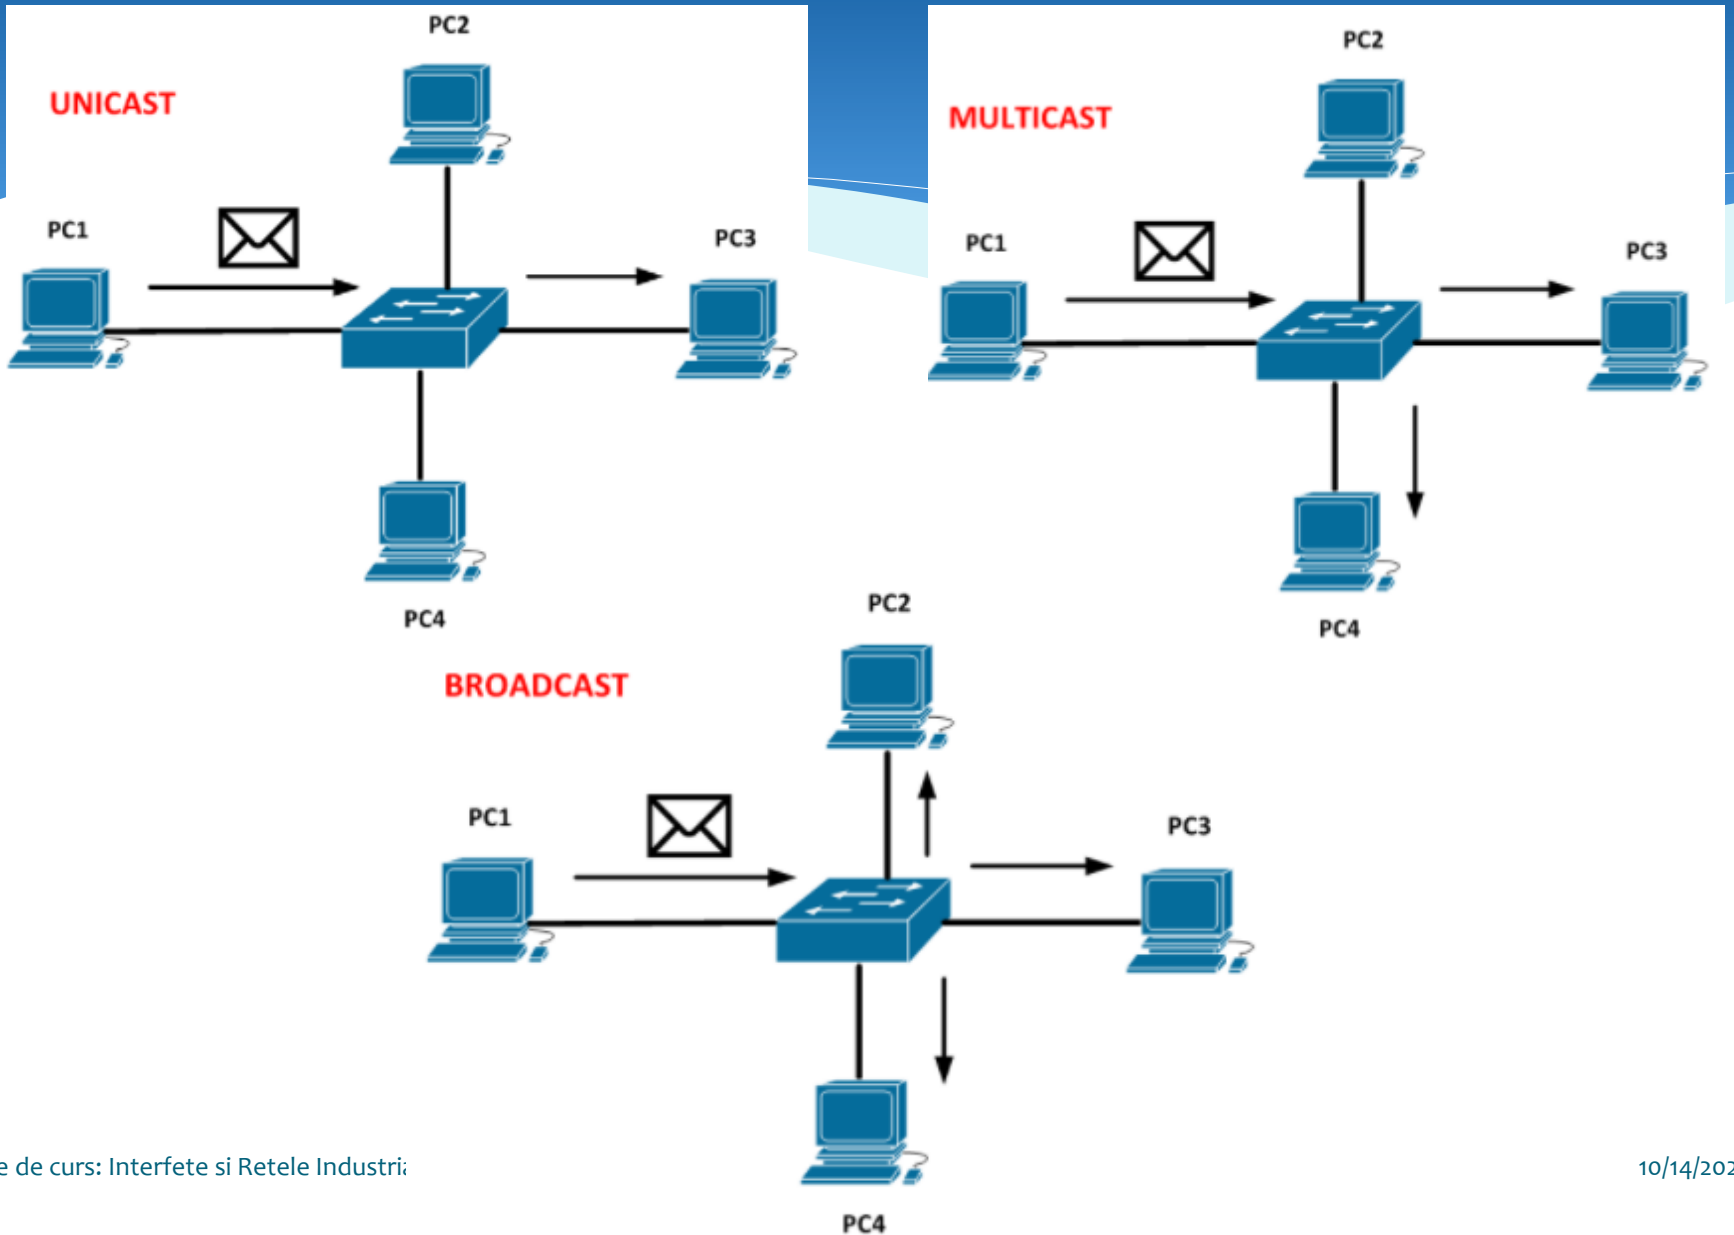 UNICAST
PC2
PC1
PC3
PC4
MULTICAST
PC2
PC1
PC3
PC4
BROADCAST
PC2
PC1
PC3
PC4
e de curs: Interfete si Retele Industri
10/14/202